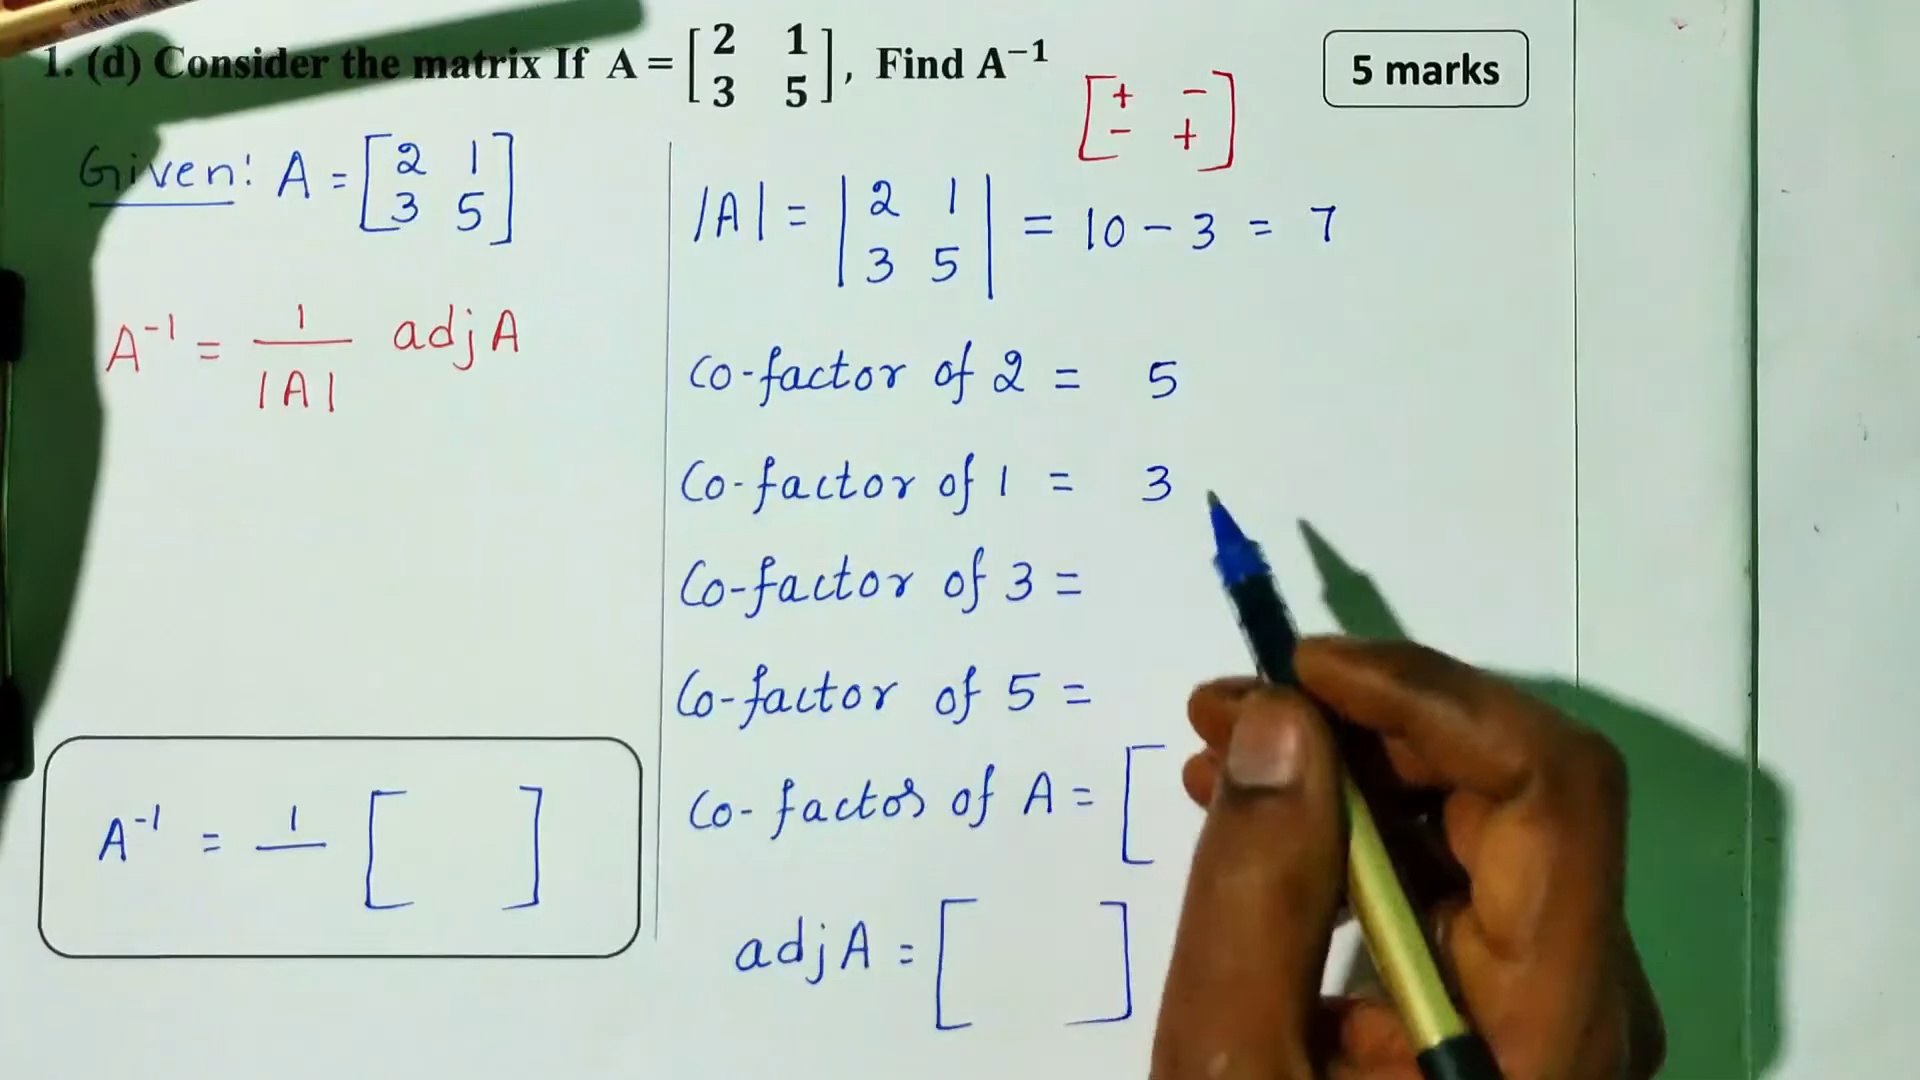 1. (d) Consider the matrix If A = [2 1
3 5], Find A⁻¹
5 marks
[+ −
− +]
Given: A = [2 1
3 5]
A⁻¹ = 1/|A| adj A
A⁻¹ = 1/ [ ]
|A| = |2 1
3 5| = 10 − 3 = 7
Co-factor of 2 = 5
Co-factor of 1 = 3
Co-factor of 3 =
Co-factor of 5 =
Co-factor of A = [
adj A = [ ]